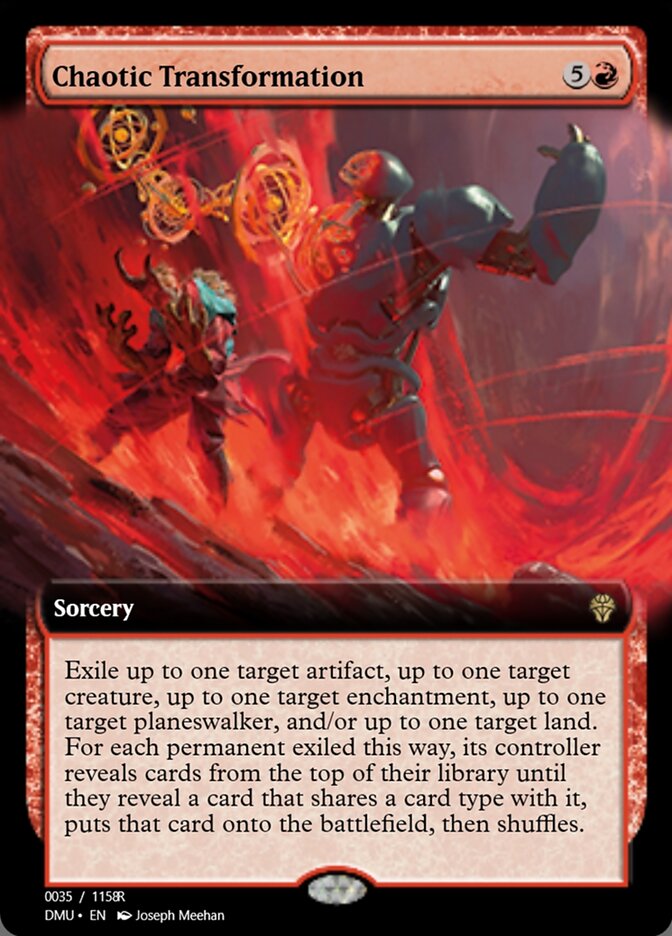 Chaotic Transformation 5
Sorcery
Exile up to one target artifact, up to one target
creature, up to one target enchantment, up to one
target planeswalker, and/or up to one target land.
For each permanent exiled this way, its controller
reveals cards from the top of their library until
they reveal a card that shares a card type with it,
puts that card onto the battlefield, then shuffles.
0035 / 1158R
DMU • EN Joseph Meehan